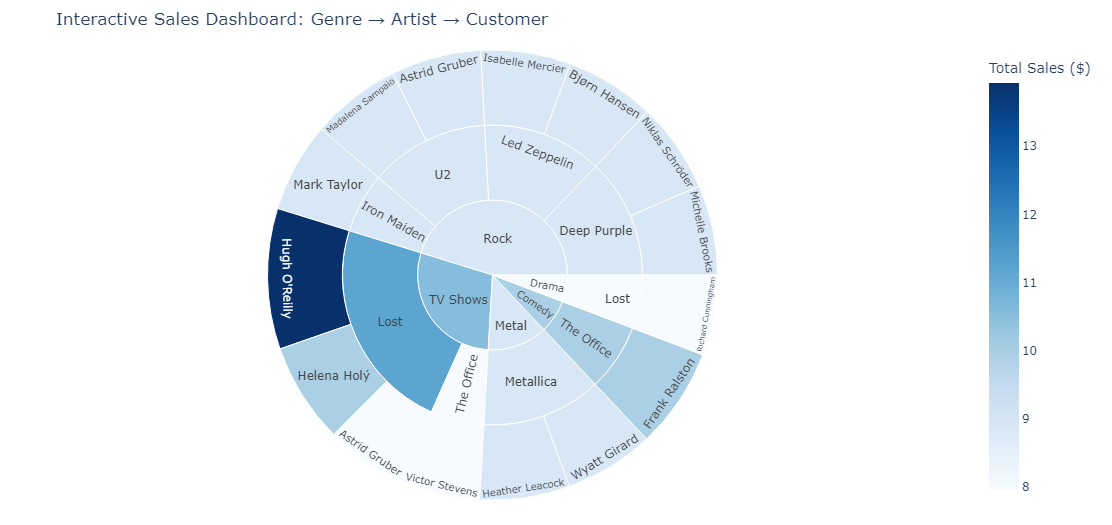 Interactive Sales Dashboard: Genre → Artist → Customer
Total Sales ($)
13
12
11
10
9
8
Rock
TV Shows
Metal
Comedy
Drama
Deep Purple
Led Zeppelin
U2
Iron Maiden
Lost
The Office
Metallica
The Office
Lost
Michelle Brooks
Niklas Schröder
Bjørn Hansen
Isabelle Mercier
Astrid Gruber
Madalena Sampaio
Mark Taylor
Hugh O'Reilly
Helena Holý
Astrid Gruber
Victor Stevens
Heather Leacock
Wyatt Girard
Frank Ralston
Richard Cunningham